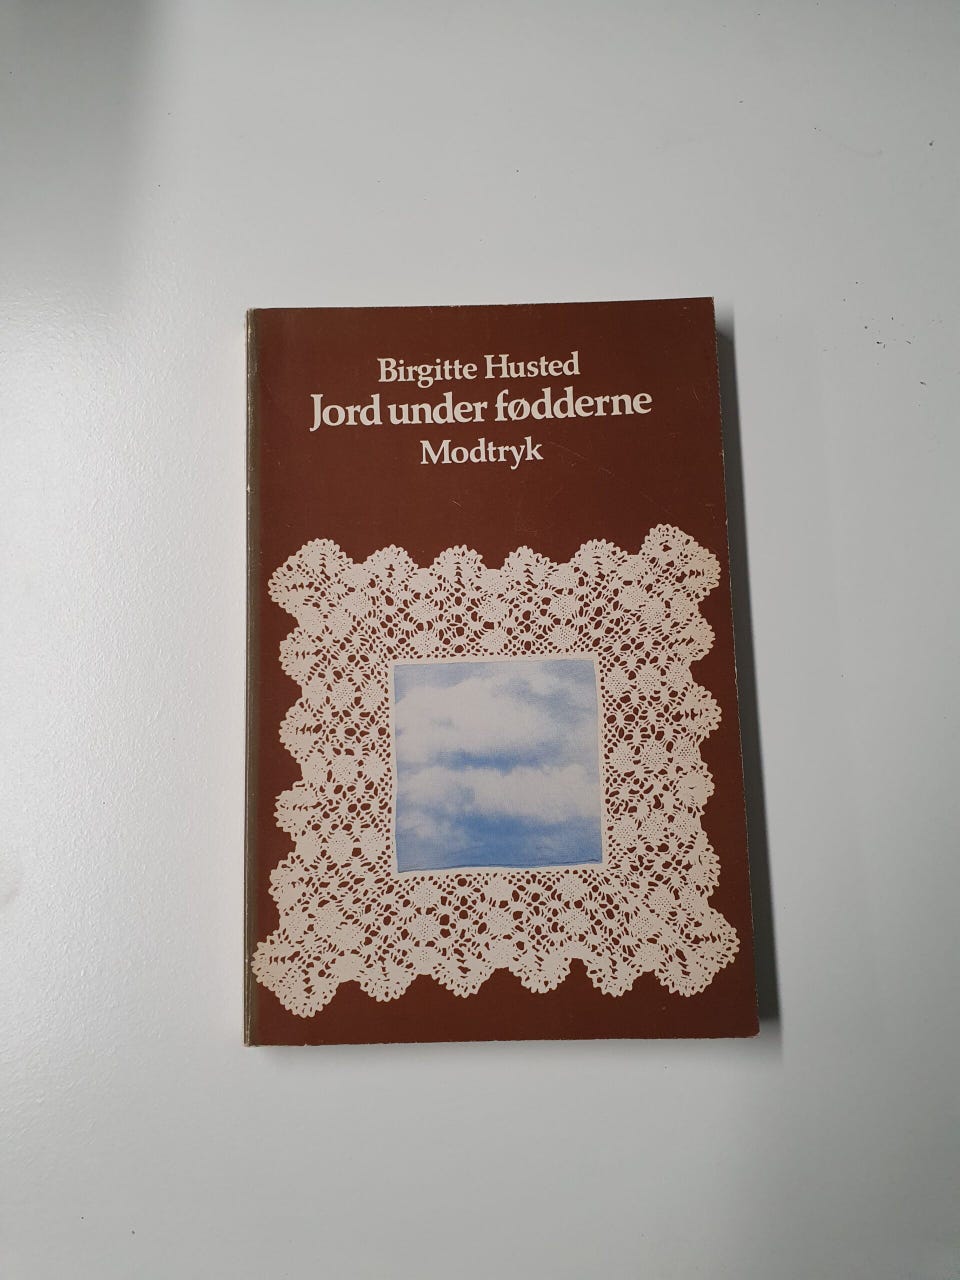 Birgitte Husted
Jord under fødderne
Modtryk